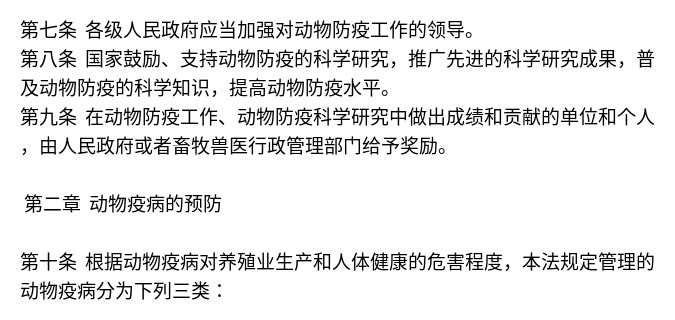 第七条 各级人民政府应当加强对动物防疫工作的领导。
第八条 国家鼓励、支持动物防疫的科学研究，推广先进的科学研究成果，普
及动物防疫的科学知识，提高动物防疫水平。
第九条 在动物防疫工作、动物防疫科学研究中做出成绩和贡献的单位和个人
，由人民政府或者畜牧兽医行政管理部门给予奖励。
第二章 动物疫病的预防
第十条 根据动物疫病对养殖业生产和人体健康的危害程度，本法规定管理的
动物疫病分为下列三类：